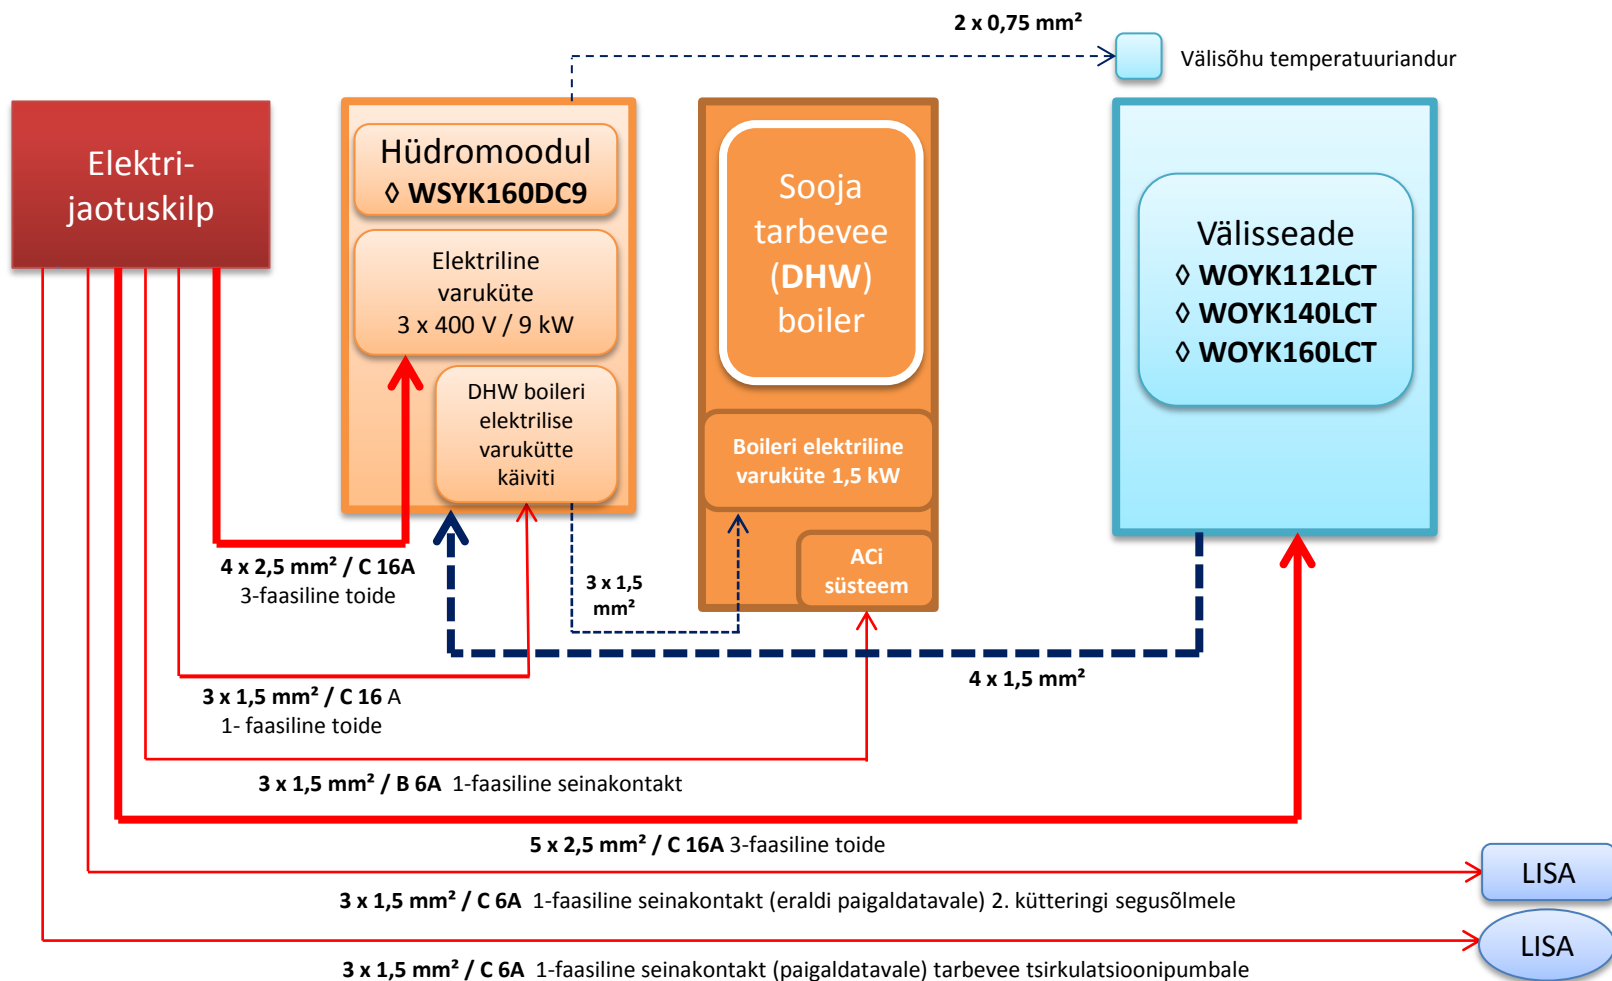 2 x 0,75 mm²
Välisõhu temperatuuriandur
Elektri-
jaotuskilp
Hüdromoodul
◊ WSYK160DC9
Elektriline
varuküte
3 x 400 V / 9 kW
DHW boileri
elektrilise
varukütte
käiviti
Sooja
tarbevee
(DHW)
boiler
Boileri elektriline
varuküte 1,5 kW
ACi
süsteem
Välisseade
◊ WOYK112LCT
◊ WOYK140LCT
◊ WOYK160LCT
4 x 2,5 mm² / C 16A
3-faasiline toide
3 x 1,5
mm²
4 x 1,5 mm²
3 x 1,5 mm² / C 16 A
1- faasiline toide
3 x 1,5 mm² / B 6A 1-faasiline seinakontakt
5 x 2,5 mm² / C 16A 3-faasiline toide
LISA
3 x 1,5 mm² / C 6A 1-faasiline seinakontakt (eraldi paigaldatavale) 2. kütteringi segusõlmele
LISA
3 x 1,5 mm² / C 6A 1-faasiline seinakontakt (paigaldatavale) tarbevee tsirkulatsioonipumbale